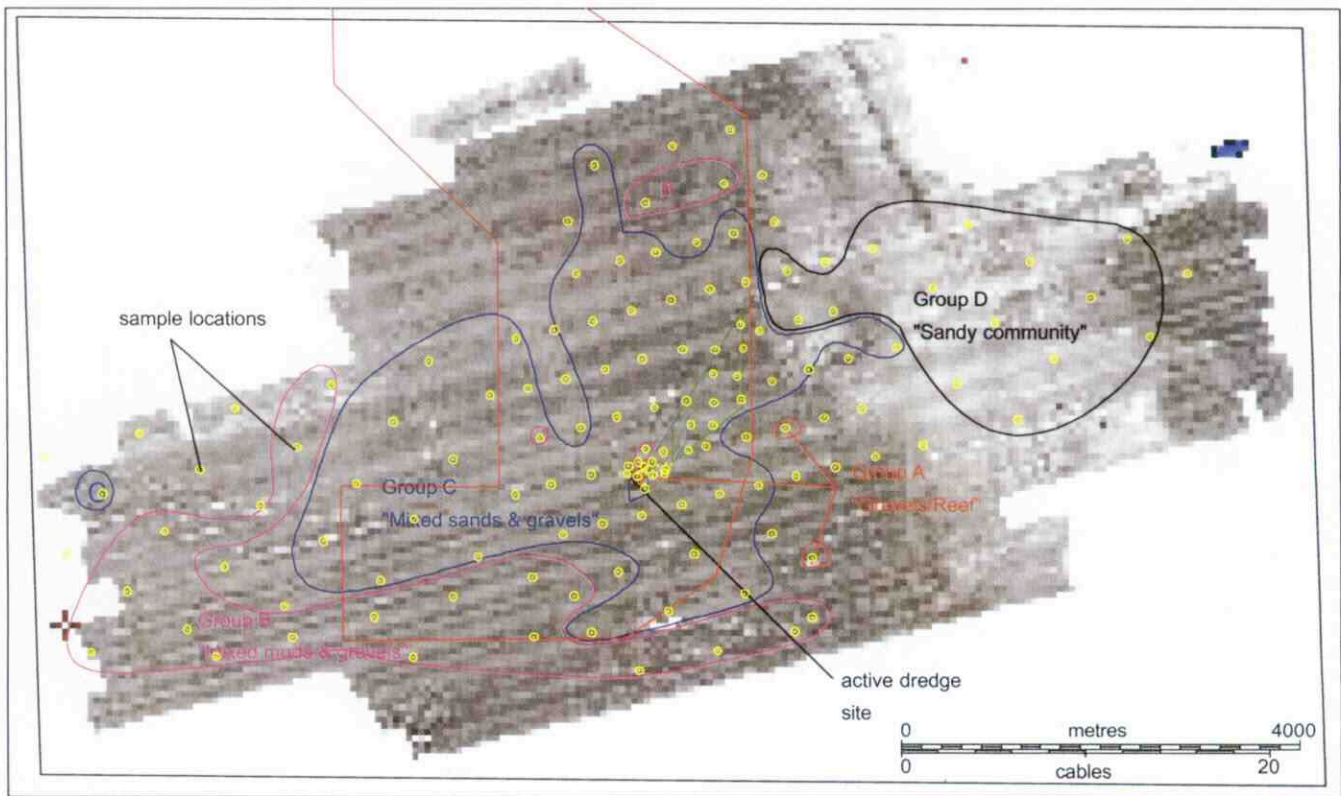 B
sample locations
Group D
"Sandy community"
C
Group C
"Mixed sands & gravels"
Group A
"Gravels/Reef"
Group B
"Mixed muds & gravels"
active dredge
site
0 metres 4000
0 cables 20